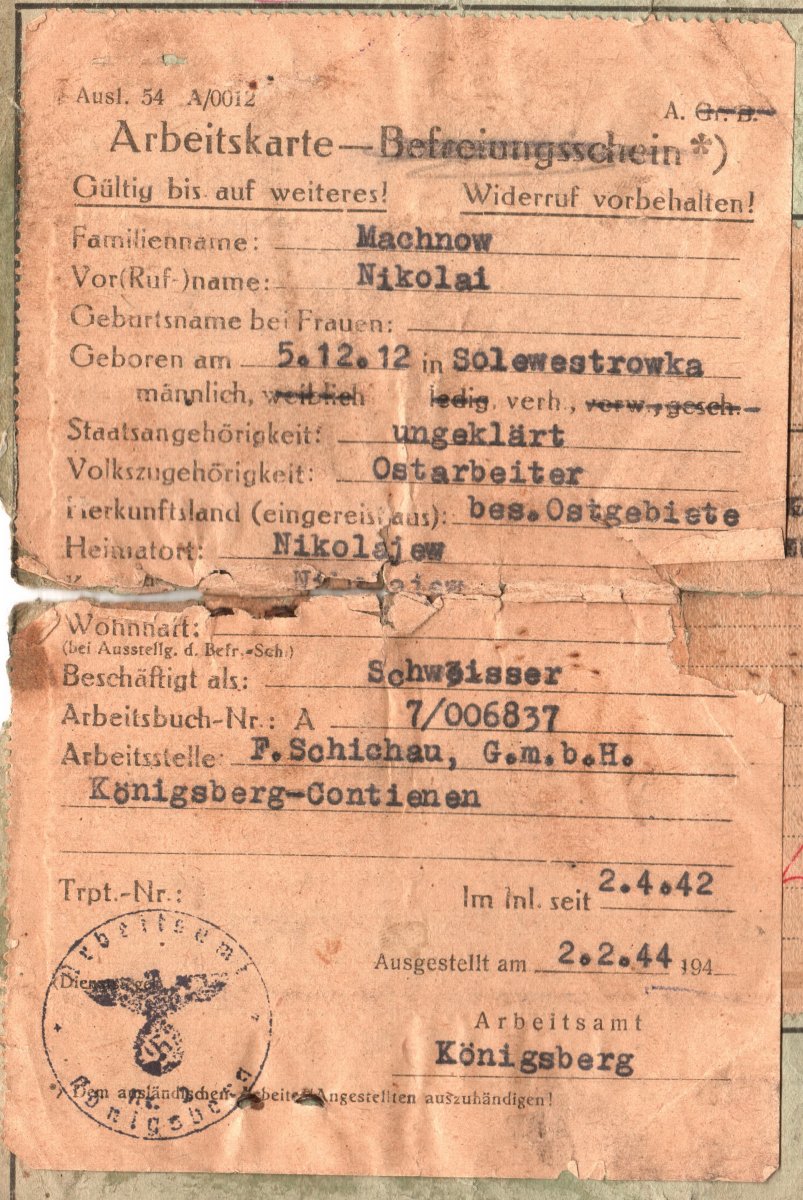 Ausl. 54 A/0012
A. Gr. B.
Arbeitskarte — Befreiungsschein *)
Gültig bis auf weiteres! Widerruf vorbehalten!
Familienname: Machnow
Vor(Ruf-)name: Nikolai
Geburtsname bei Frauen:
Geboren am 5.12.12 in Solewestrowka
männlich, weiblich ledig, verh., verw., gesch.
Staatsangehörigkeit: ungeklärt
Volkszugehörigkeit: Ostarbeiter
Herkunftsland (eingereist aus): bes.Ostgebiete
Heimatort: Nikolajew
Nikolajew
Wohnhaft:
(bei Ausstellg. d. Befr.-Sch.)
Beschäftigt als: Schweisser
Arbeitsbuch-Nr.: A 7/006837
Arbeitsstelle: F.Schichau, G.m.b.H.
Königsberg-Contienen
Trpt.-Nr.: Im Inl. seit 2.4.42
Ausgestellt am 2.2.44 194
Arbeitsamt
Königsberg
Arbeitsamt
Königsberg
*) Dem ausländischen Arbeiter/Angestellten auszuhändigen!